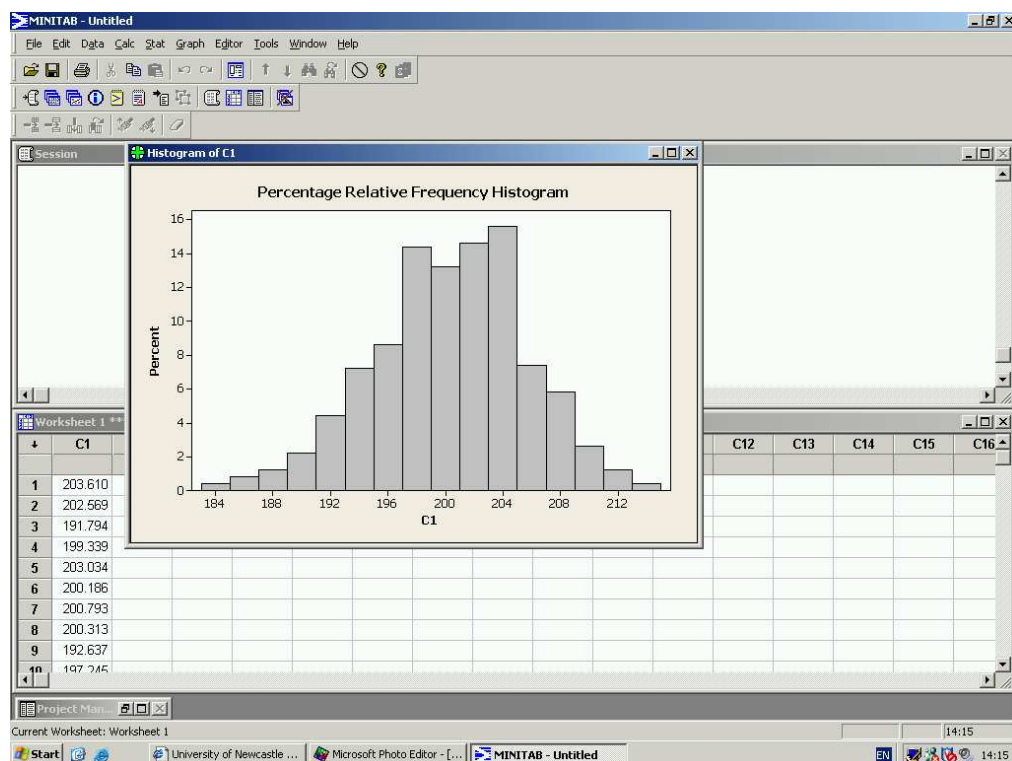 MINITAB - Untitled
File Edit Data Calc Stat Graph Editor Tools Window Help
Session
Histogram of C1
Percentage Relative Frequency Histogram
16
14
12
10
8
6
4
2
0
Percent
184 188 192 196 200 204 208 212
C1
Worksheet 1 **
C1 C12 C13 C14 C15 C16
1 203.610
2 202.569
3 191.794
4 199.339
5 203.034
6 200.186
7 200.793
8 200.313
9 192.637
10 197.245
Project Man...
Current Worksheet: Worksheet 1 14:15
Start University of Newcastle ... Microsoft Photo Editor - [... MINITAB - Untitled EN 14:15